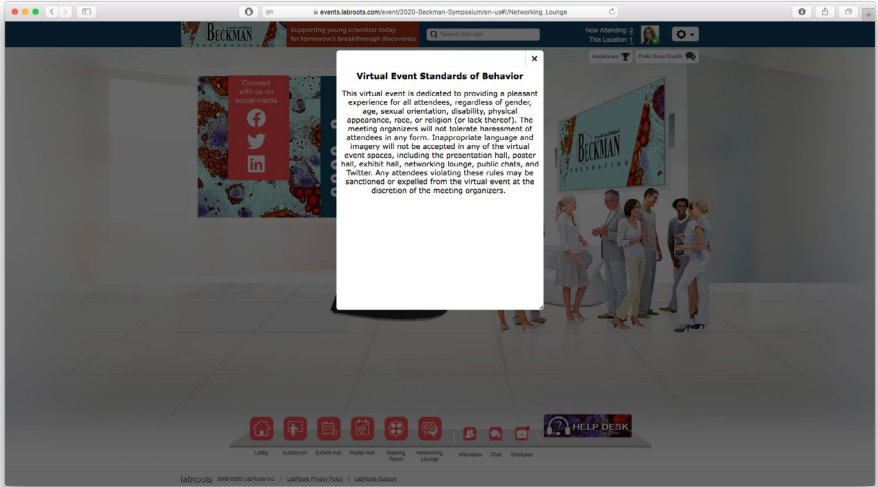 events.labroots.com/event/2020-Beckman-Symposium/en-us#!/Networking_Lounge
BECKMAN
FOUNDATION
Supporting young scientists today
for tomorrow's breakthrough discoveries
Search this site
Now Attending: 2
This Location: 1
Leaderboard
Public Group Chat(0)
Connect
with us on
social media
in
×
Virtual Event Standards of Behavior
This virtual event is dedicated to providing a pleasant
experience for all attendees, regardless of gender,
age, sexual orientation, disability, physical
appearance, race, or religion (or lack thereof). The
meeting organizers will not tolerate harassment of
attendees in any form. Inappropriate language and
imagery will not be accepted in any of the virtual
event spaces, including the presentation hall, poster
hall, exhibit hall, networking lounge, public chats, and
Twitter. Any attendees violating these rules may be
sanctioned or expelled from the virtual event at the
discretion of the meeting organizers.
BECKMAN
FOUNDATION
HELP DESK
Lobby
Auditorium
Exhibit Hall
Poster Hall
Meeting
Room
Networking
Lounge
Attendees
Chat
Briefcase
labroots
2008-2020 LabRoots Inc. | LabRoots Privacy Policy | LabRoots Support